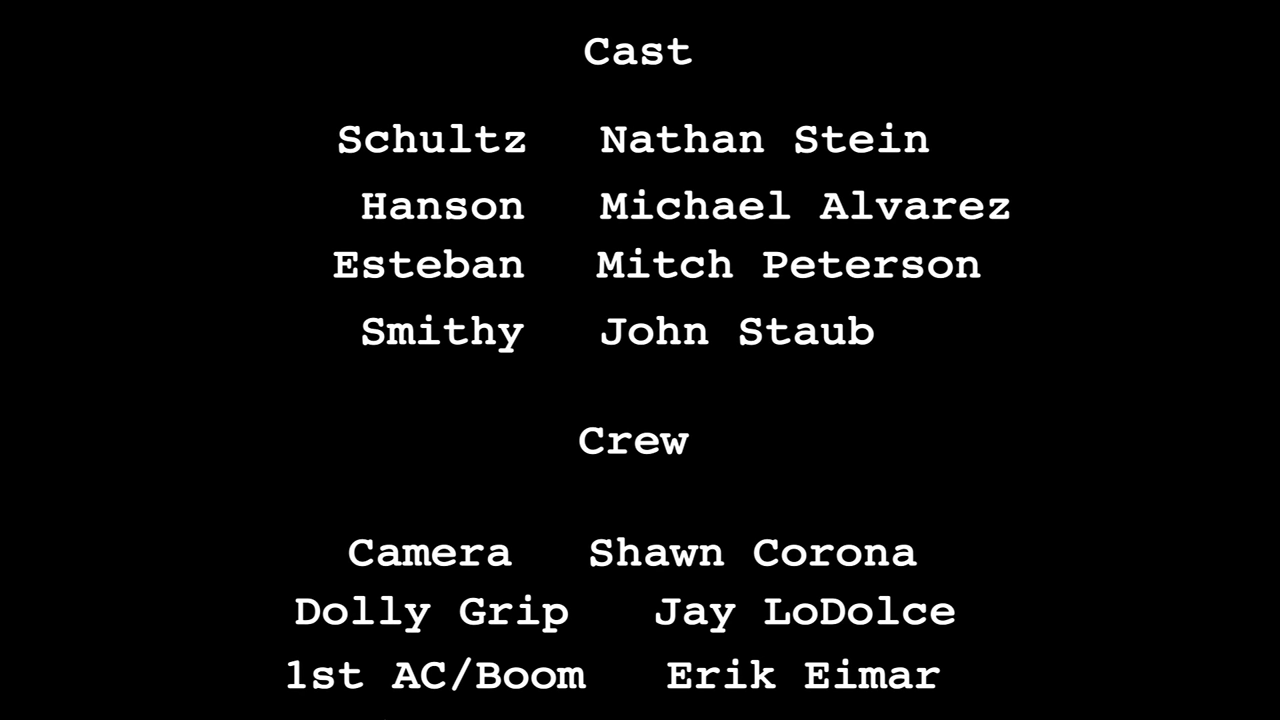 Cast
Schultz Nathan Stein
Hanson Michael Alvarez
Esteban Mitch Peterson
Smithy John Staub
Crew
Camera Shawn Corona
Dolly Grip Jay LoDolce
1st AC/Boom Erik Eimar